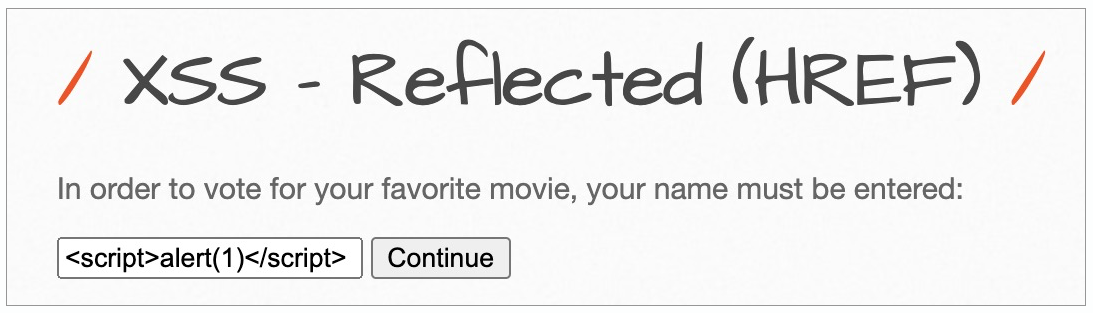 / XSS - Reflected (HREF) /
In order to vote for your favorite movie, your name must be entered:
<script>alert(1)</script> Continue